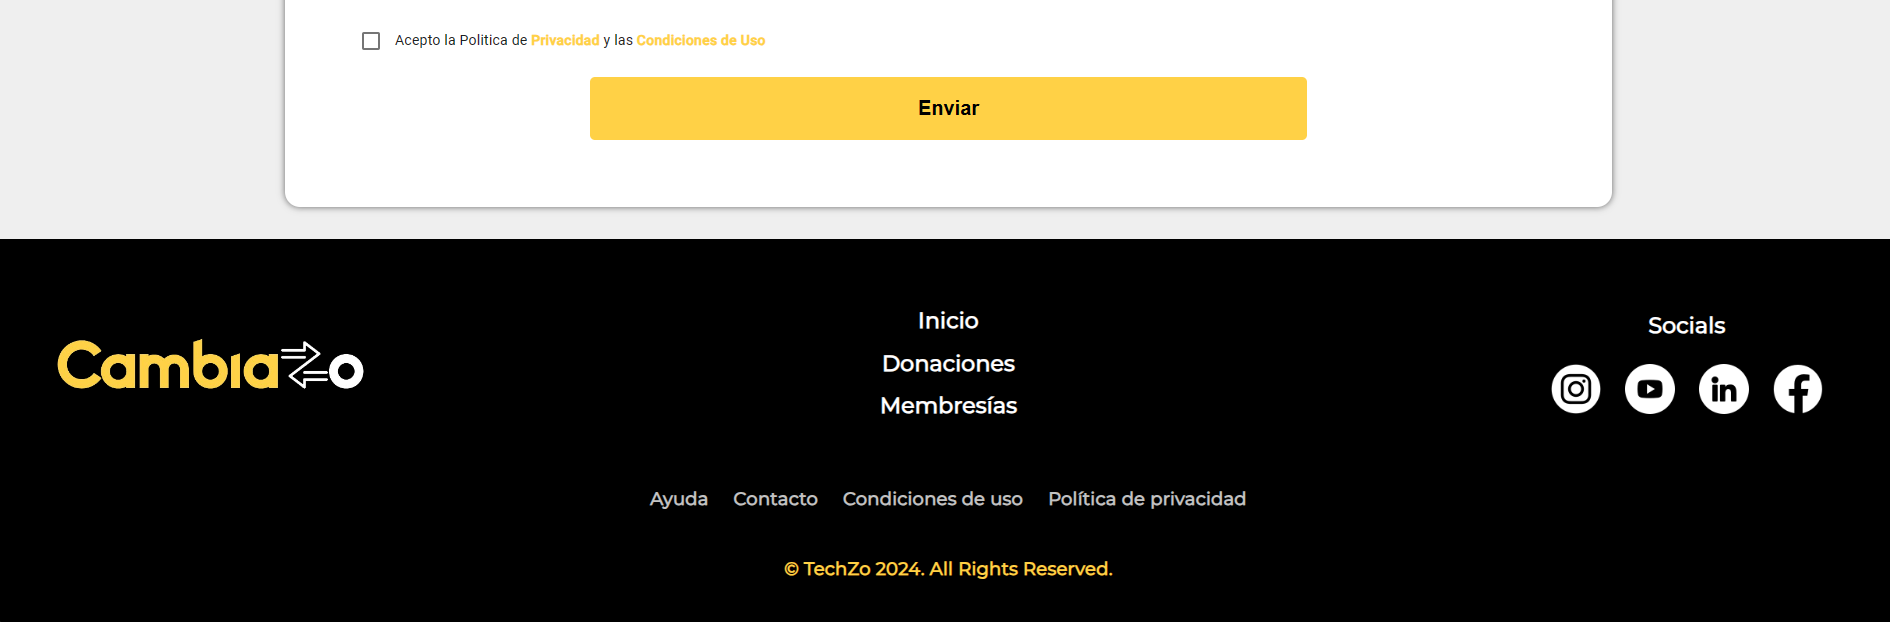 Acepto la Politica de Privacidad y las Condiciones de Uso
Enviar
Cambiazo
Inicio
Donaciones
Membresías
Socials
Ayuda Contacto Condiciones de uso Política de privacidad
© TechZo 2024. All Rights Reserved.